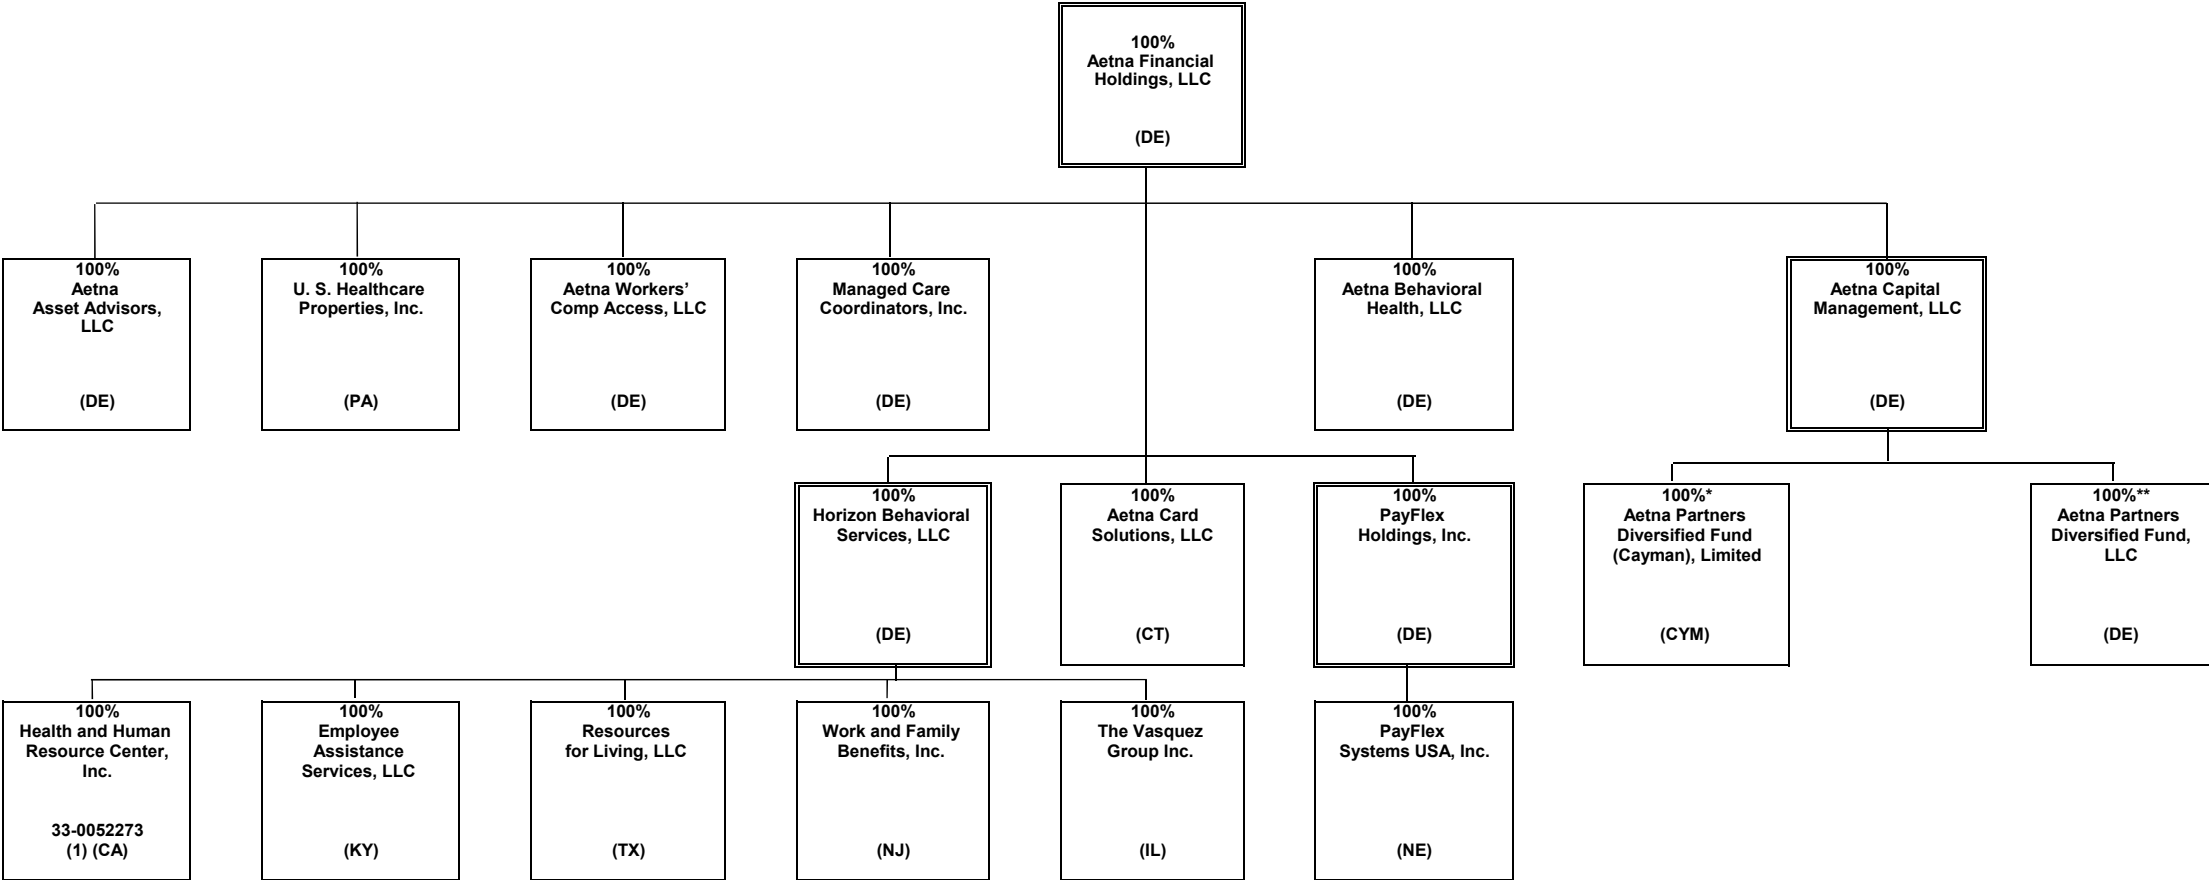 100%
Aetna Financial
Holdings, LLC
(DE)
100%
Aetna
Asset Advisors,
LLC
(DE)
100%
U. S. Healthcare
Properties, Inc.
(PA)
100%
Aetna Workers’
Comp Access, LLC
(DE)
100%
Managed Care
Coordinators, Inc.
(DE)
100%
Aetna Behavioral
Health, LLC
(DE)
100%
Aetna Capital
Management, LLC
(DE)
100%
Horizon Behavioral
Services, LLC
(DE)
100%
Aetna Card
Solutions, LLC
(CT)
100%
PayFlex
Holdings, Inc.
(DE)
100%*
Aetna Partners
Diversified Fund
(Cayman), Limited
(CYM)
100%**
Aetna Partners
Diversified Fund,
LLC
(DE)
100%
Health and Human
Resource Center,
Inc.
33-0052273
(1) (CA)
100%
Employee
Assistance
Services, LLC
(KY)
100%
Resources
for Living, LLC
(TX)
100%
Work and Family
Benefits, Inc.
(NJ)
100%
The Vasquez
Group Inc.
(IL)
100%
PayFlex
Systems USA, Inc.
(NE)